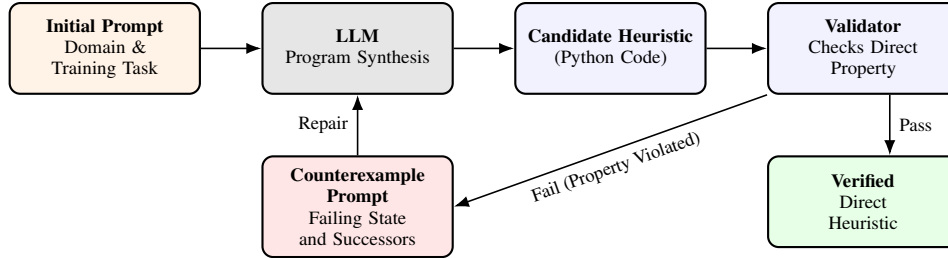 Initial Prompt
Domain &
Training Task
LLM
Program Synthesis
Candidate Heuristic
(Python Code)
Validator
Checks Direct
Property
Repair
Fail (Property Violated)
Pass
Counterexample
Prompt
Failing State
and Successors
Verified
Direct
Heuristic